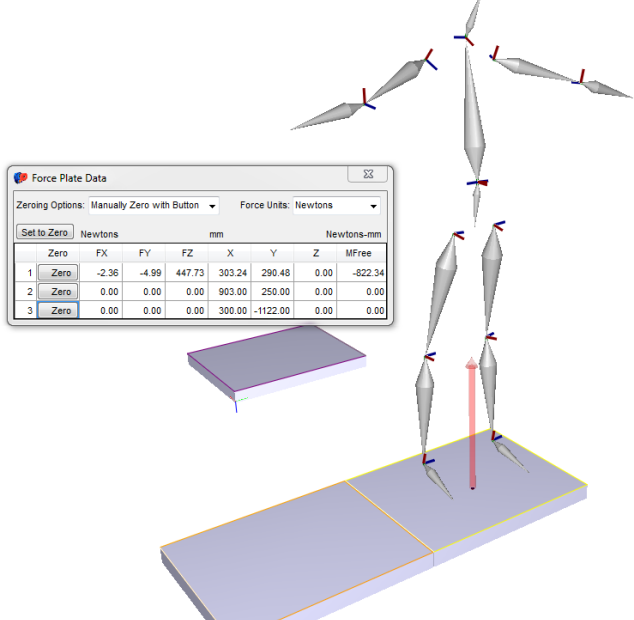 Force Plate Data
Zeroing Options: Manually Zero with Button Force Units: Newtons
Set to Zero Newtons mm Newtons-mm
Zero FX FY FZ X Y Z MFree
1 Zero -2.36 -4.99 447.73 303.24 290.48 0.00 -822.34
2 Zero 0.00 0.00 0.00 903.00 250.00 0.00 0.00
3 Zero 0.00 0.00 0.00 300.00 -1122.00 0.00 0.00